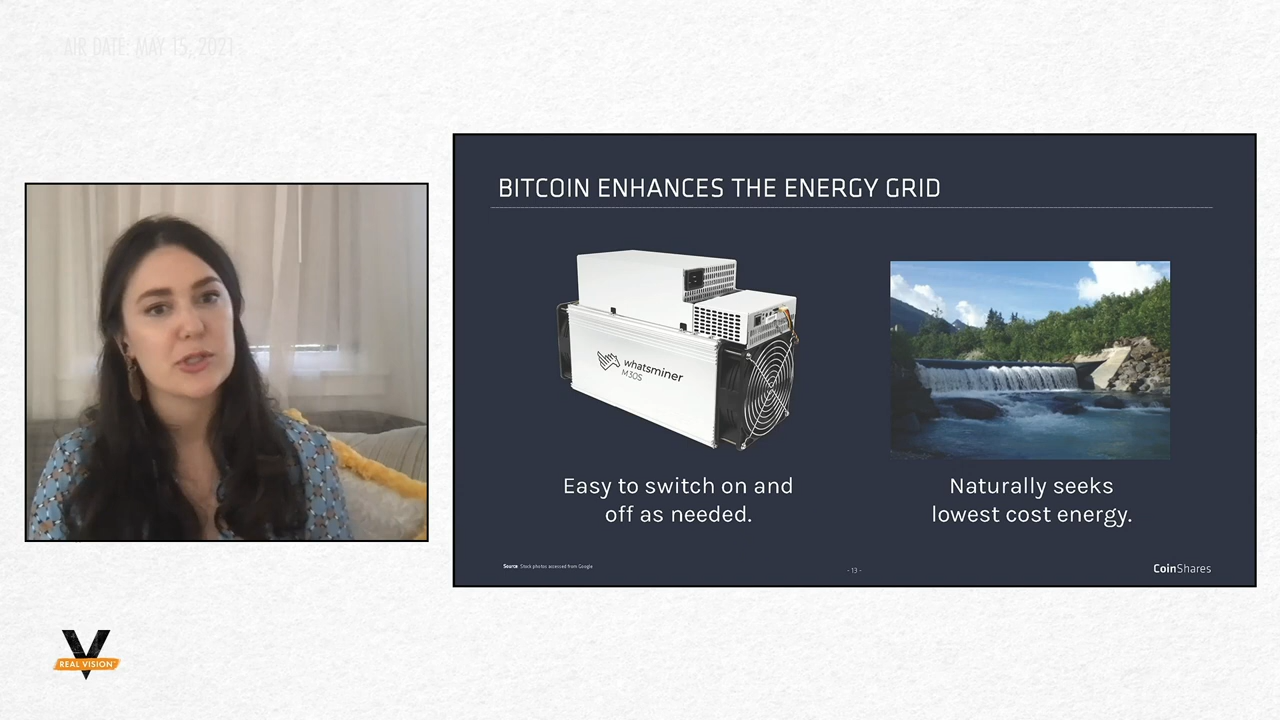 AIR DATE: MAY 15, 2021
BITCOIN ENHANCES THE ENERGY GRID
whatsminer
M30S
Easy to switch on and
off as needed.
Naturally seeks
lowest cost energy.
Source Stock photos accessed from Google
- 13 -
CoinShares
V
REAL VISION™